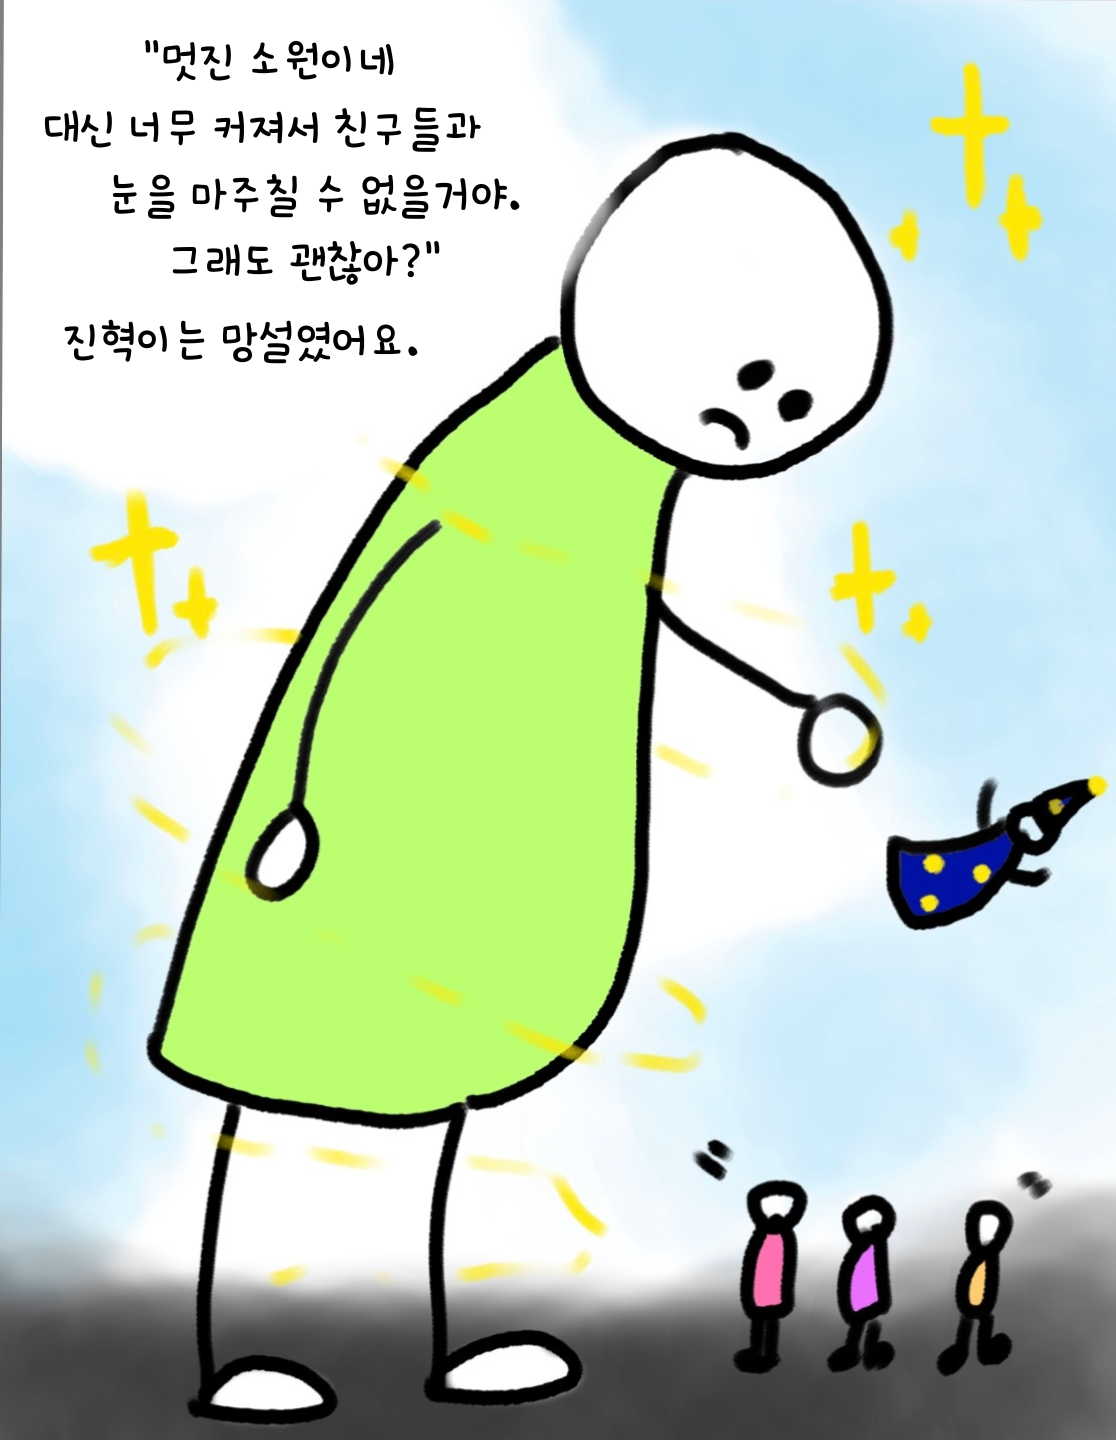 "멋진 소원이네
대신 너무 커져서 친구들과
눈을 마주칠 수 없을거야.
그래도 괜찮아?"
진혁이는 망설였어요.